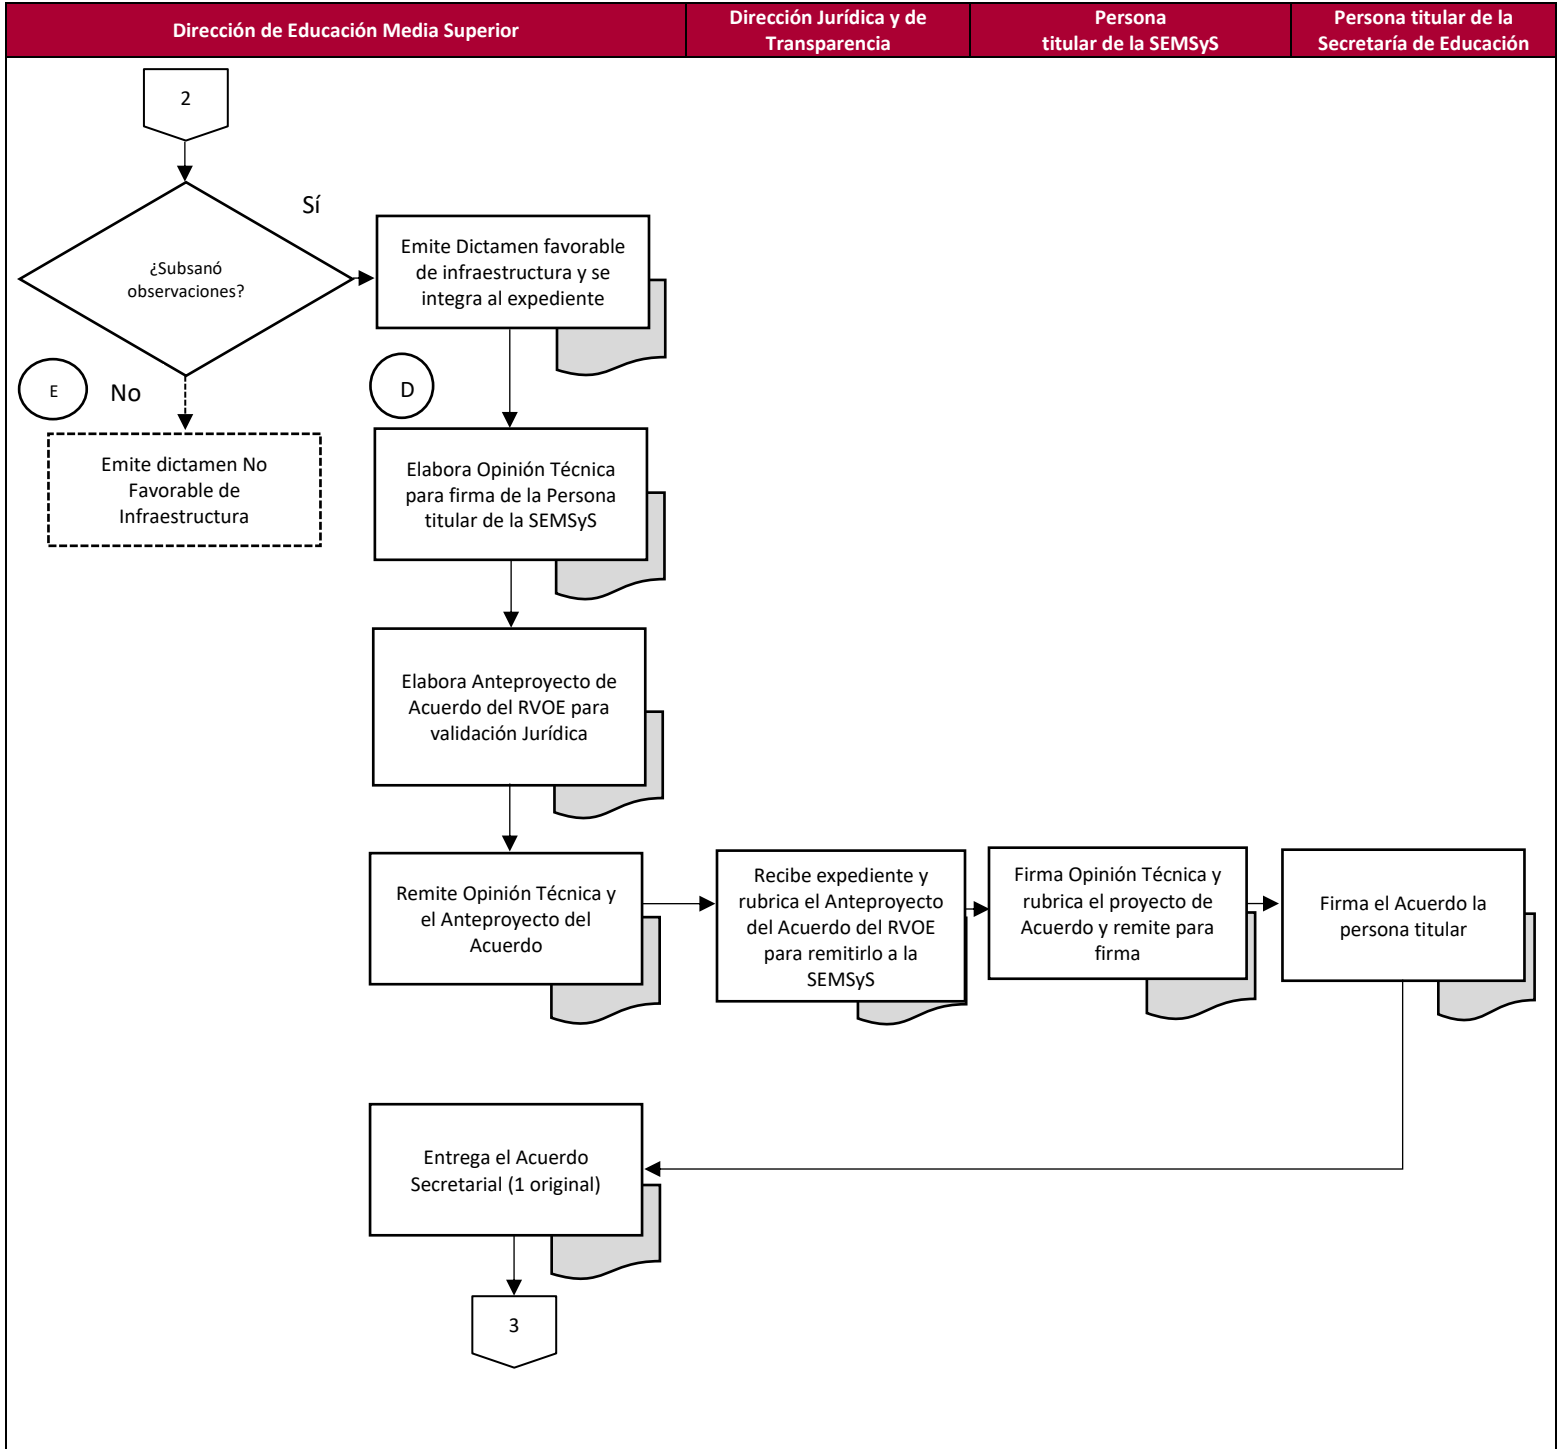 Dirección de Educación Media Superior
Dirección Jurídica y de
Transparencia
Persona
titular de la SEMSyS
Persona titular de la
Secretaría de Educación
2
Sí
¿Subsanó
observaciones?
Emite Dictamen favorable
de infraestructura y se
integra al expediente
E
No
D
Emite dictamen No
Favorable de
Infraestructura
Elabora Opinión Técnica
para firma de la Persona
titular de la SEMSyS
Elabora Anteproyecto de
Acuerdo del RVOE para
validación Jurídica
Remite Opinión Técnica y
el Anteproyecto del
Acuerdo
Recibe expediente y
rubrica el Anteproyecto
del Acuerdo del RVOE
para remitirlo a la
SEMSyS
Firma Opinión Técnica y
rubrica el proyecto de
Acuerdo y remite para
firma
Firma el Acuerdo la
persona titular
Entrega el Acuerdo
Secretarial (1 original)
3